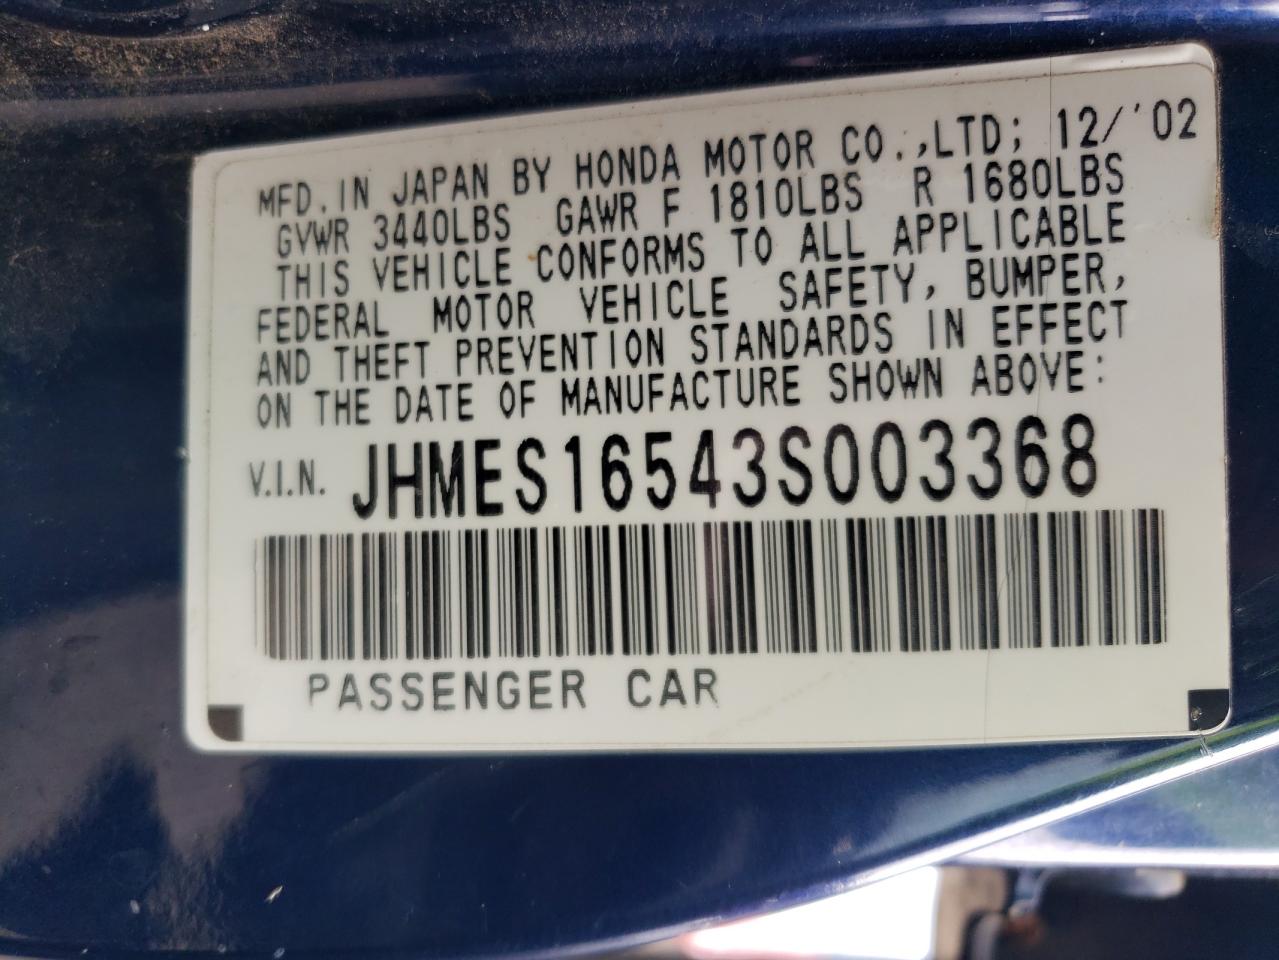 MFD. IN JAPAN BY HONDA MOTOR CO.,LTD; 12/'02
GVWR 3440LBS GAWR F 1810LBS R 1680LBS
THIS VEHICLE CONFORMS TO ALL APPLICABLE
FEDERAL MOTOR VEHICLE SAFETY, BUMPER,
AND THEFT PREVENTION STANDARDS IN EFFECT
ON THE DATE OF MANUFACTURE SHOWN ABOVE:
V.I.N. JHMES16543S003368
PASSENGER CAR